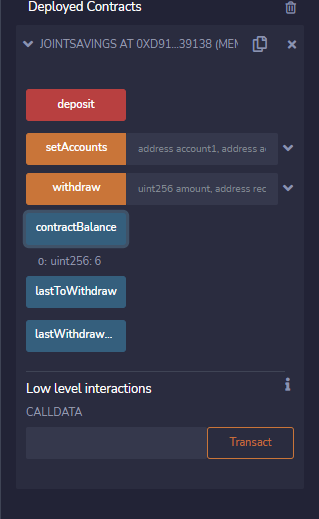 Deployed Contracts
JOINTSAVINGS AT 0XD91...39138 (MEM
deposit
setAccounts
address account1, address a
withdraw
uint256 amount, address rec
contractBalance
0: uint256: 6
lastToWithdraw
lastWithdraw...
Low level interactions
CALLDATA
Transact